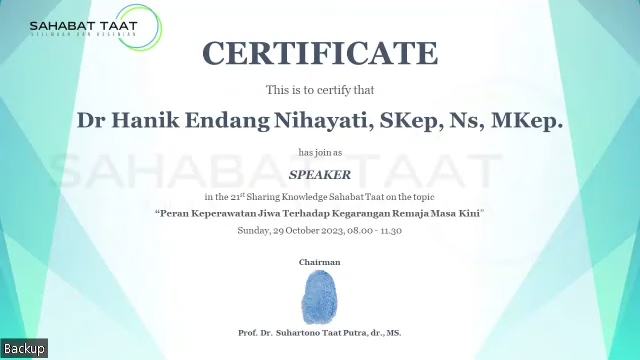 SAHABAT TAAT
CERTIFICATE
This is to certify that
Dr Hanik Endang Nihayati, SKep, Ns, MKep.
has join as
SAHABAT TAAT
SPEAKER
in the 21st Sharing Knowledge Sahabat Taat on the topic
“Peran Keperawatan Jiwa Terhadap Kegarangan Remaja Masa Kini”
Sunday, 29 October 2023, 08.00 - 11.30
Chairman
Prof. Dr. Suhartono Taat Putra, dr., MS.
Backup